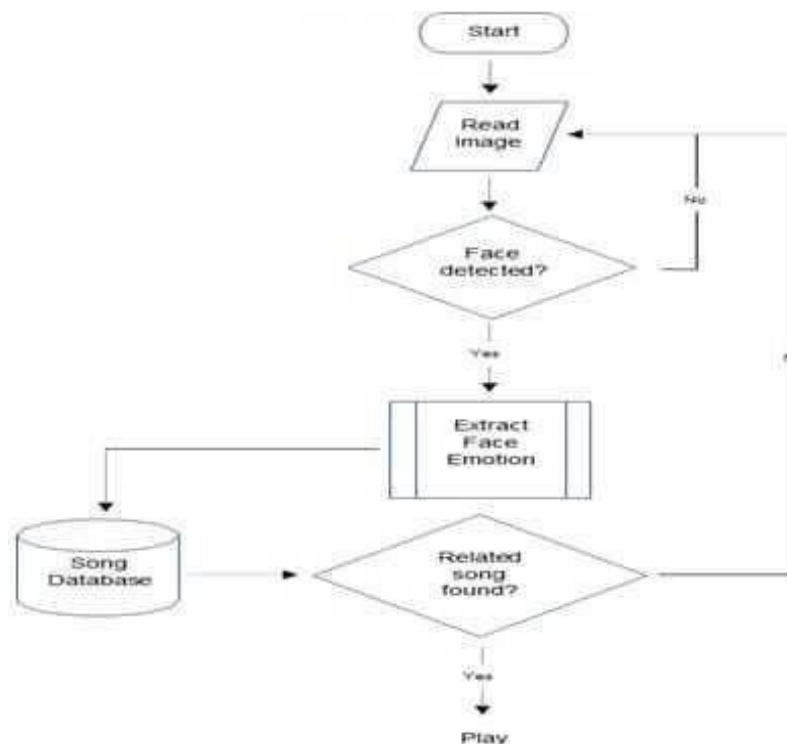 Start
Read
Image
No
Face
detected?
Yes
Extract
Face
Emotion
Song
Database
Related
song
found?
Yes
Play